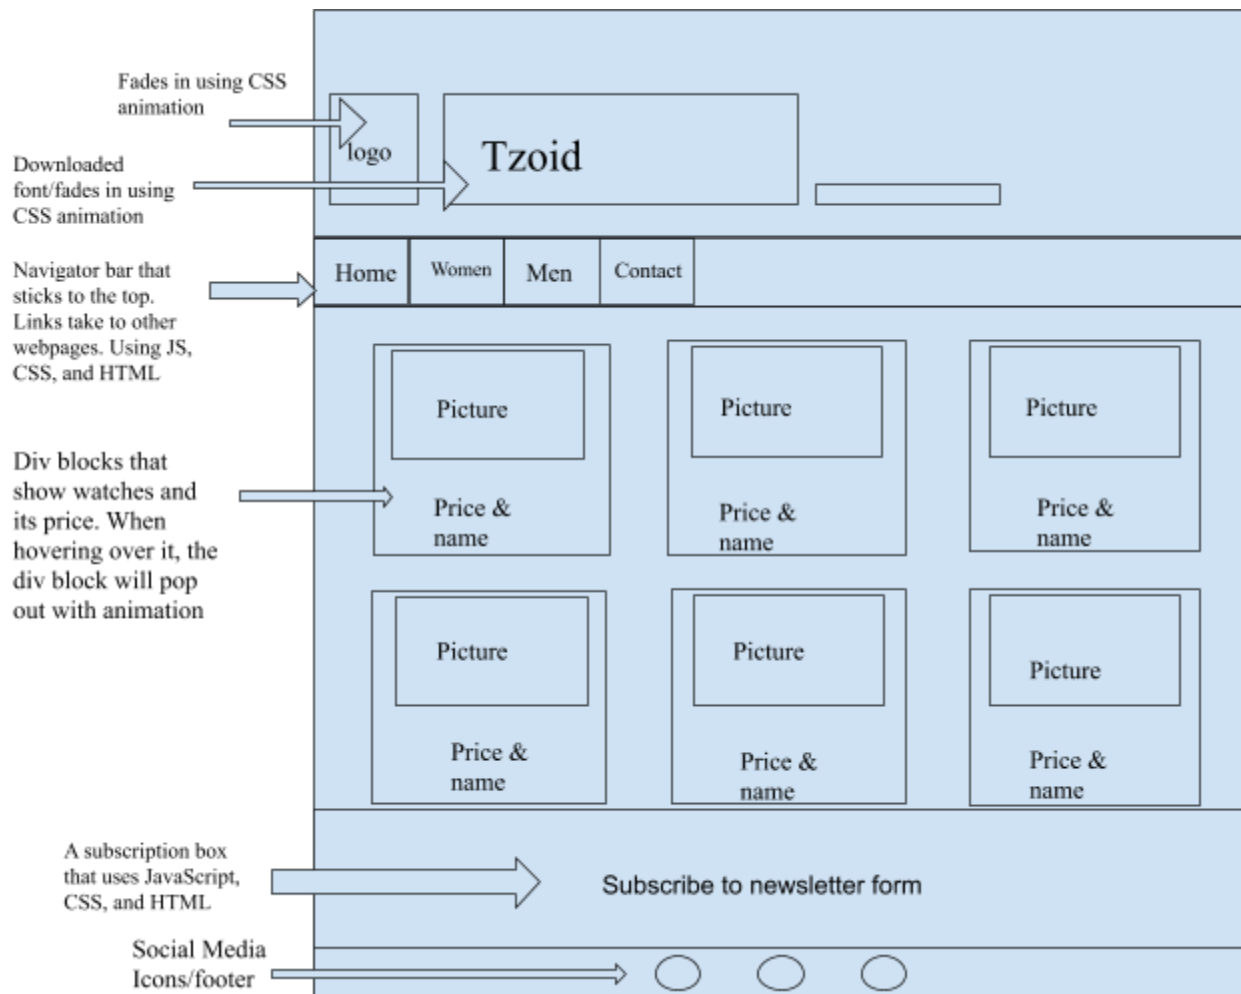 Fades in using CSS
animation
logo
Tzoid
Downloaded
font/fades in using
CSS animation
Navigator bar that
sticks to the top.
Links take to other
webpages. Using JS,
CSS, and HTML
Home
Women
Men
Contact
Picture
Price &
name
Picture
Price &
name
Picture
Price &
name
Div blocks that
show watches and
its price. When
hovering over it, the
div block will pop
out with animation
Picture
Price &
name
Picture
Price &
name
Picture
Price &
name
A subscription box
that uses JavaScript,
CSS, and HTML
Subscribe to newsletter form
Social Media
Icons/footer